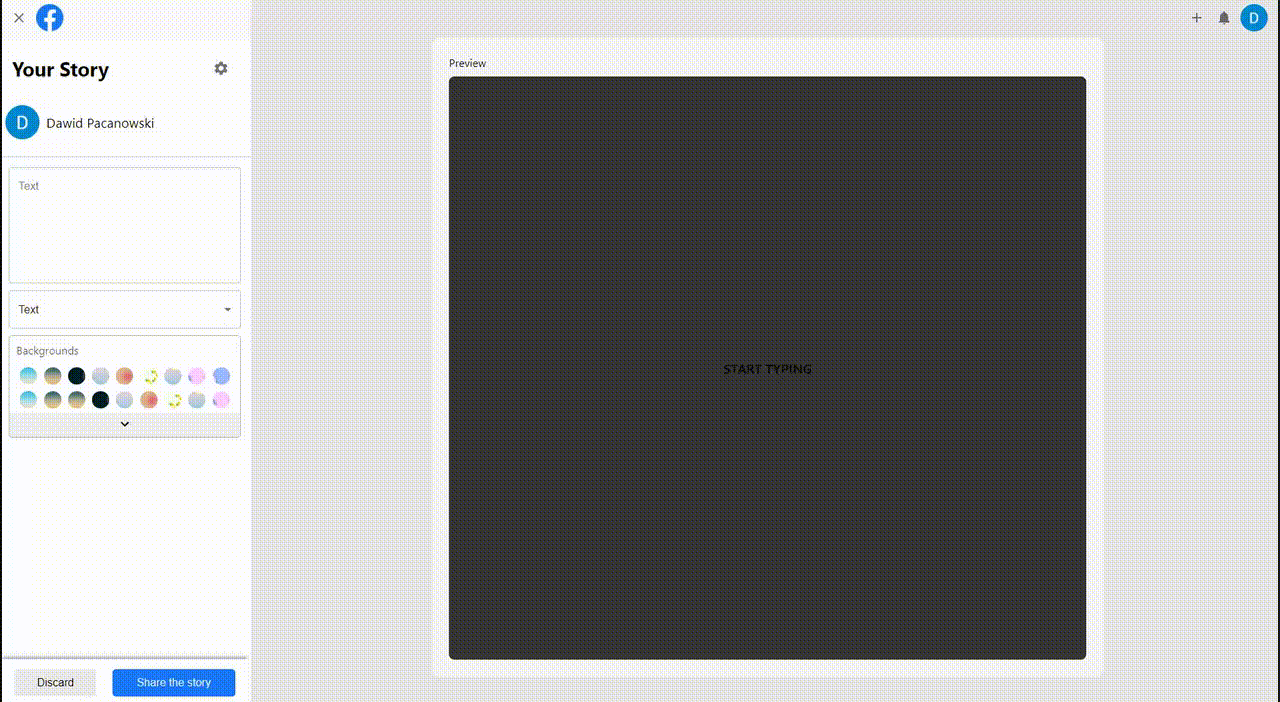 Your Story
D
Dawid Pacanowski
Text
Text
Backgrounds
Discard
Share the story
D
Preview
START TYPING